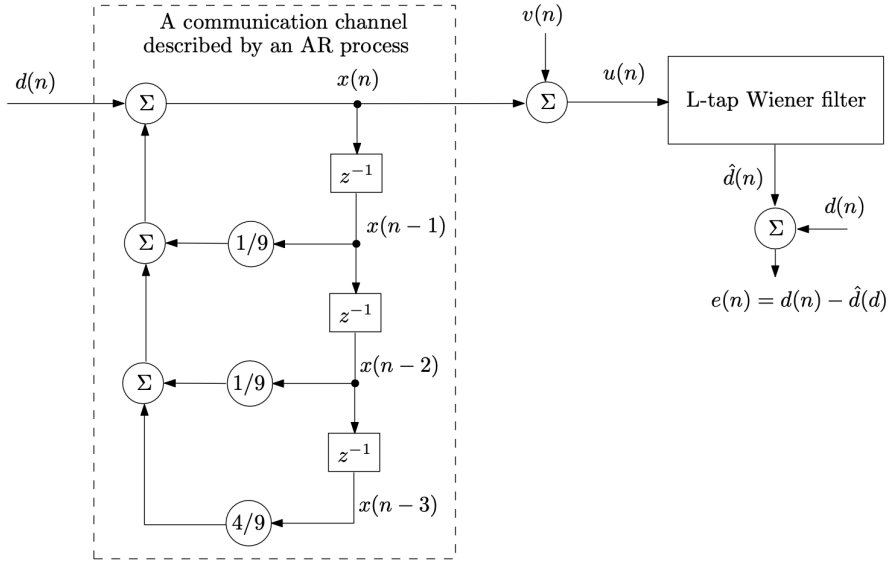 A communication channel
described by an AR process
v(n)
d(n)
x(n)
u(n)
Σ
Σ
L-tap Wiener filter
z⁻¹
d̂(n)
x(n − 1)
d(n)
Σ
Σ
1/9
e(n) = d(n) − d̂(d)
z⁻¹
x(n − 2)
Σ
1/9
z⁻¹
x(n − 3)
4/9